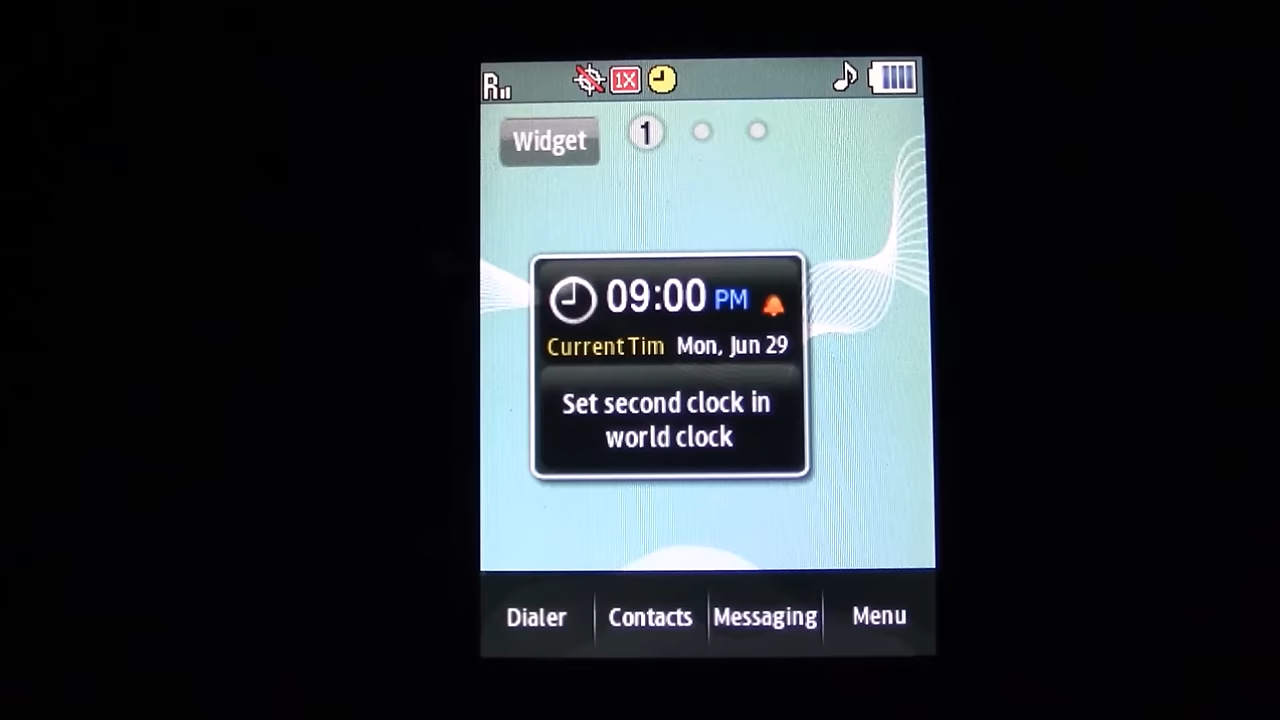 R
1X
Widget
1
09:00 PM
Current Tim Mon, Jun 29
Set second clock in
world clock
Dialer Contacts Messaging Menu